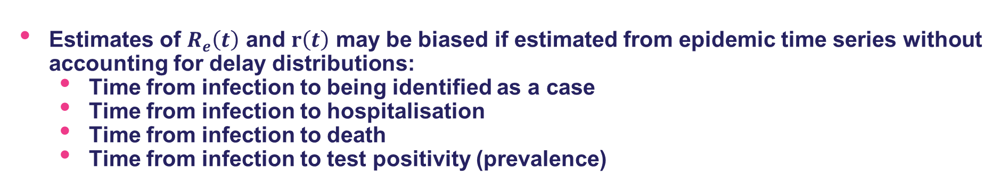 • Estimates of Rₑ(t) and r(t) may be biased if estimated from epidemic time series without
accounting for delay distributions:
• Time from infection to being identified as a case
• Time from infection to hospitalisation
• Time from infection to death
• Time from infection to test positivity (prevalence)